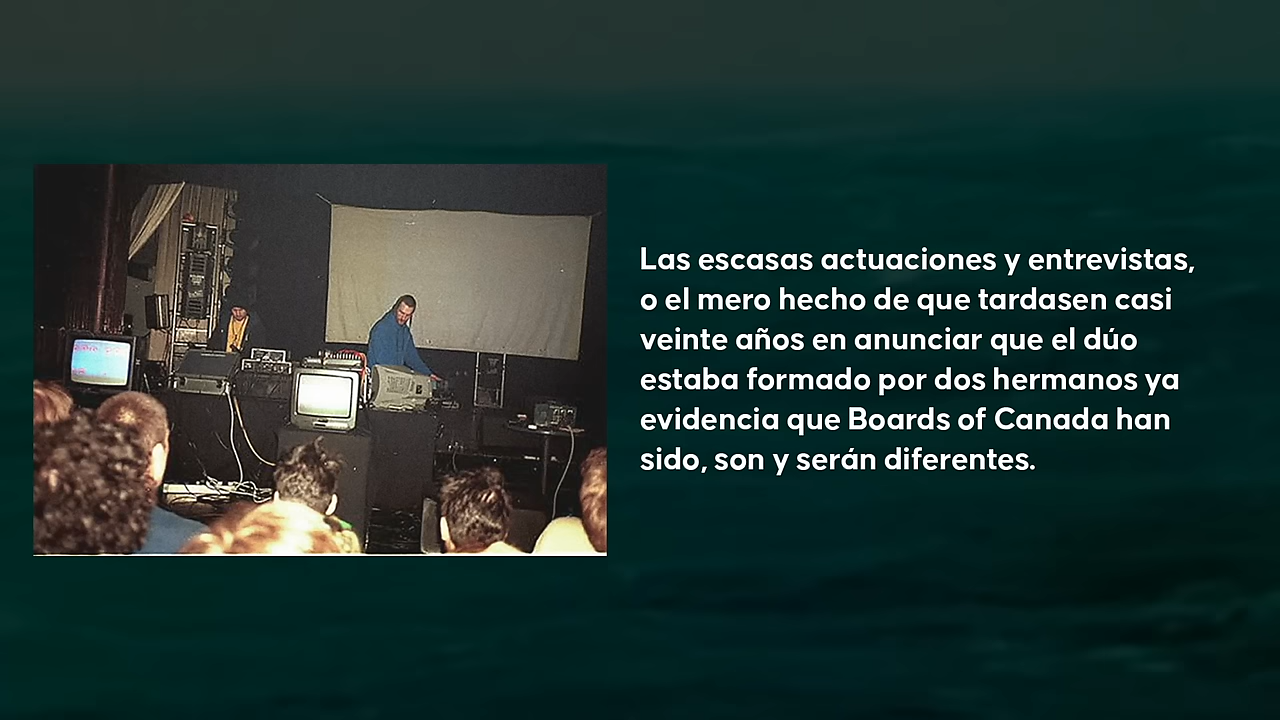 Las escasas actuaciones y entrevistas,
o el mero hecho de que tardasen casi
veinte años en anunciar que el dúo
estaba formado por dos hermanos ya
evidencia que Boards of Canada han
sido, son y serán diferentes.